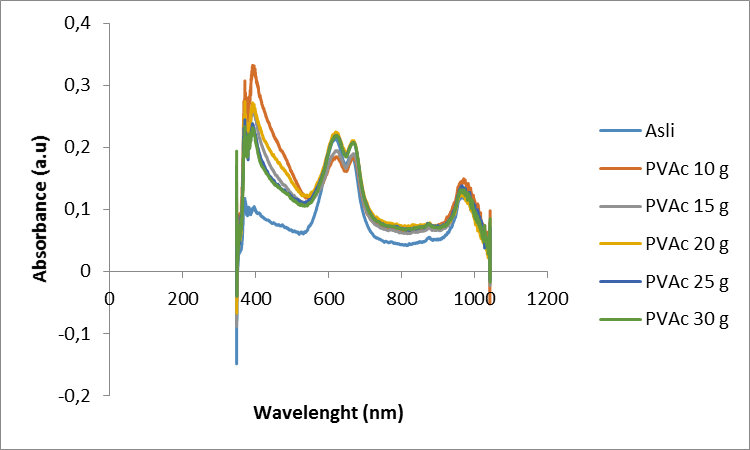 0,4
0,3
0,2
0,1
0
-0,1
-0,2
0 200 400 600 800 1000 1200
Absorbance (a.u)
Wavelenght (nm)
Asli
PVAc 10 g
PVAc 15 g
PVAc 20 g
PVAc 25 g
PVAc 30 g